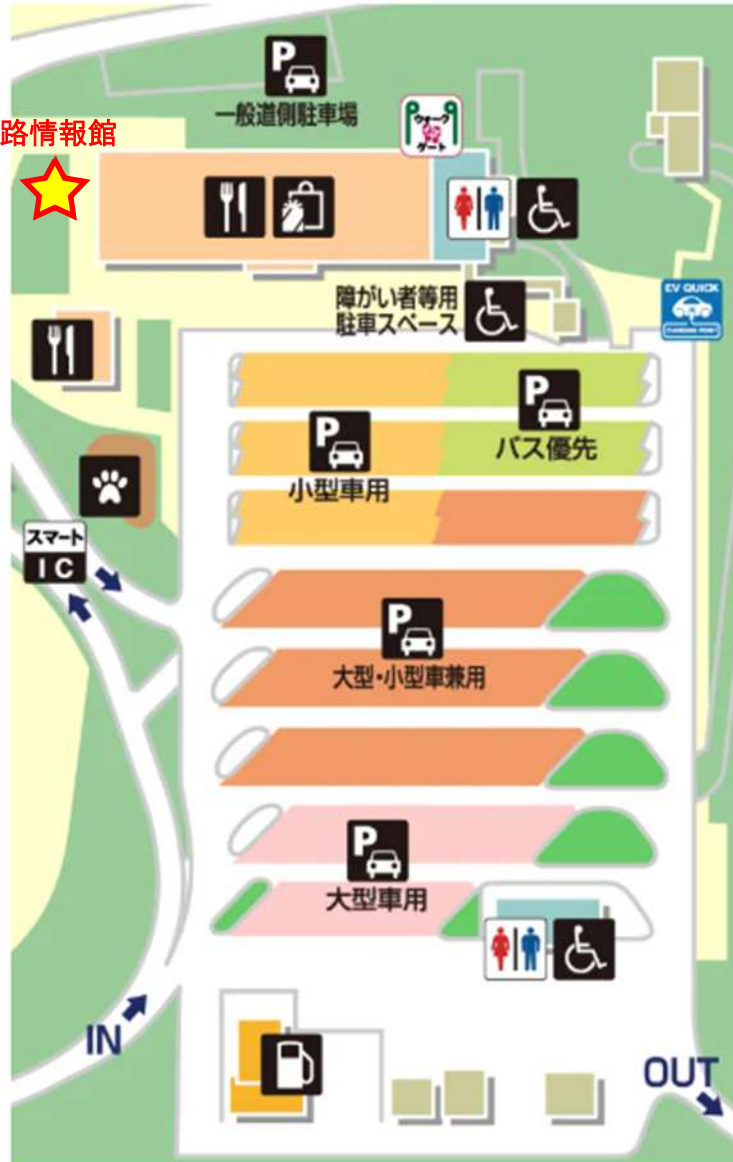 P
一般道側駐車場
路情報館
ウォーク
ゲート
障がい者等用
駐車スペース
EV QUICK
CHARGING POINT
P
バス優先
P
小型車用
スマート
IC
P
大型・小型車兼用
P
大型車用
IN
OUT